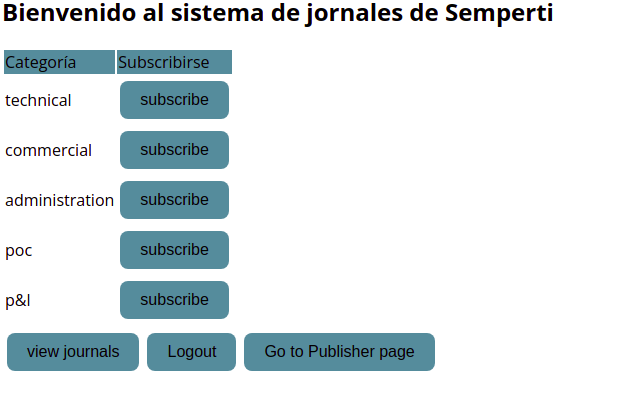 Bienvenido al sistema de jornales de Semperti
Categoría Subscribirse
technical subscribe
commercial subscribe
administration subscribe
poc subscribe
p&l subscribe
view journals Logout Go to Publisher page